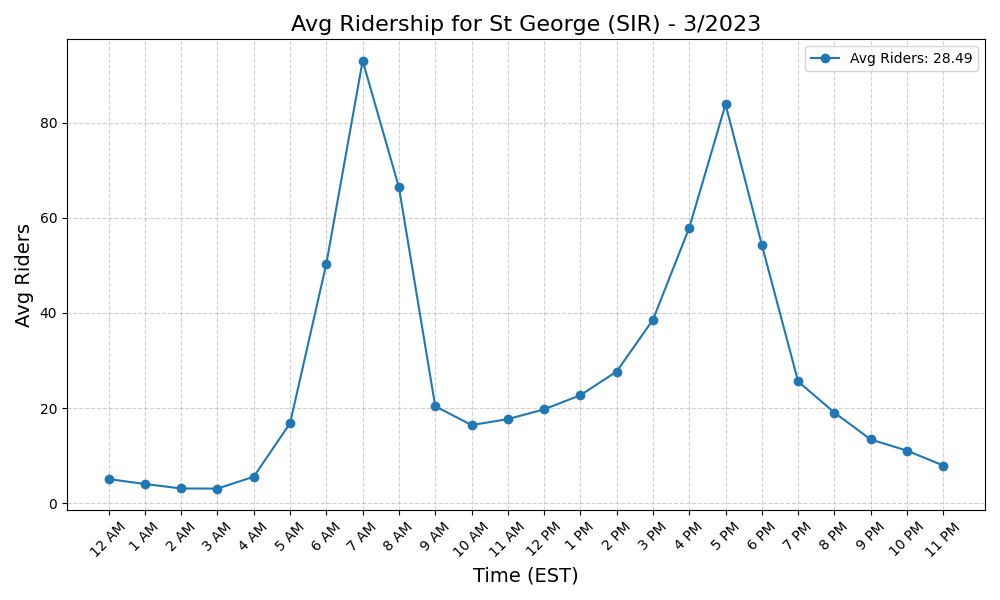 Avg Ridership for St George (SIR) - 3/2023
Avg Riders: 28.49
Avg Riders
80
60
40
20
0
12 AM
1 AM
2 AM
3 AM
4 AM
5 AM
6 AM
7 AM
8 AM
9 AM
10 AM
11 AM
12 PM
1 PM
2 PM
3 PM
4 PM
5 PM
6 PM
7 PM
8 PM
9 PM
10 PM
11 PM
Time (EST)